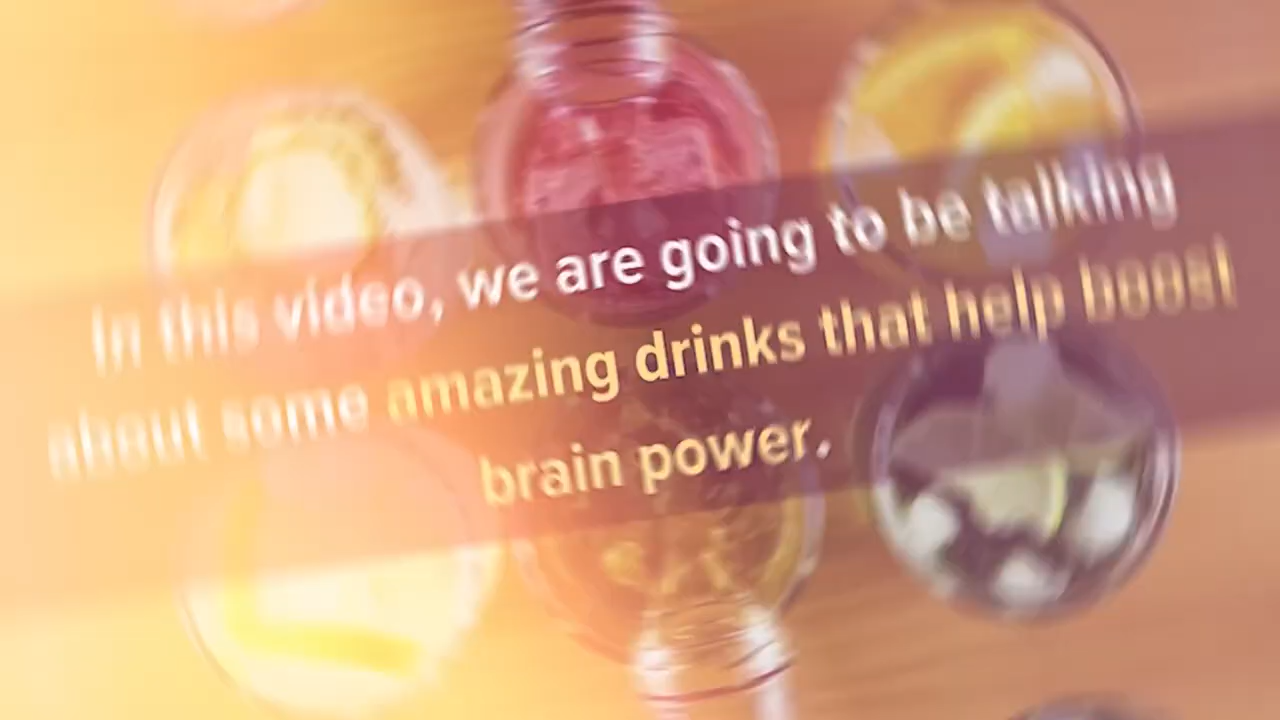 In this video, we are going to be talking
about some amazing drinks that help boost
brain power.